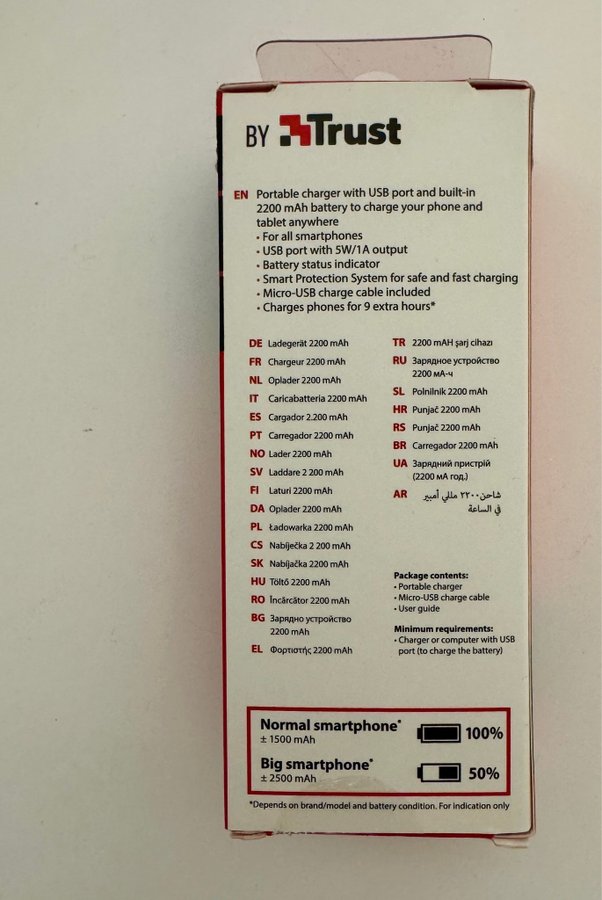 BY Trust
EN Portable charger with USB port and built-in
2200 mAh battery to charge your phone and
tablet anywhere
• For all smartphones
• USB port with 5W/1A output
• Battery status indicator
• Smart Protection System for safe and fast charging
• Micro-USB charge cable included
• Charges phones for 9 extra hours*
DE Ladegerät 2200 mAh
FR Chargeur 2200 mAh
NL Oplader 2200 mAh
IT Caricabatteria 2200 mAh
ES Cargador 2.200 mAh
PT Carregador 2200 mAh
NO Lader 2200 mAh
SV Laddare 2 200 mAh
FI Laturi 2200 mAh
DA Oplader 2200 mAh
PL Ładowarka 2200 mAh
CS Nabíječka 2 200 mAh
SK Nabíjačka 2200 mAh
HU Töltő 2200 mAh
RO Încărcător 2200 mAh
BG Зарядно устройство
2200 mAh
EL Φορτιστής 2200 mAh
TR 2200 mAH şarj cihazı
RU Зарядное устройство
2200 мА-ч
SL Polnilnik 2200 mAh
HR Punjač 2200 mAh
RS Punjač 2200 mAh
BR Carregador 2200 mAh
UA Зарядний пристрій
(2200 мА год.)
AR شاحن ٢٢٠٠ مللي أمبير
في الساعة
Package contents:
• Portable charger
• Micro-USB charge cable
• User guide
Minimum requirements:
• Charger or computer with USB
port (to charge the battery)
Normal smartphone* 100%
± 1500 mAh
Big smartphone* 50%
± 2500 mAh
*Depends on brand/model and battery condition. For indication only